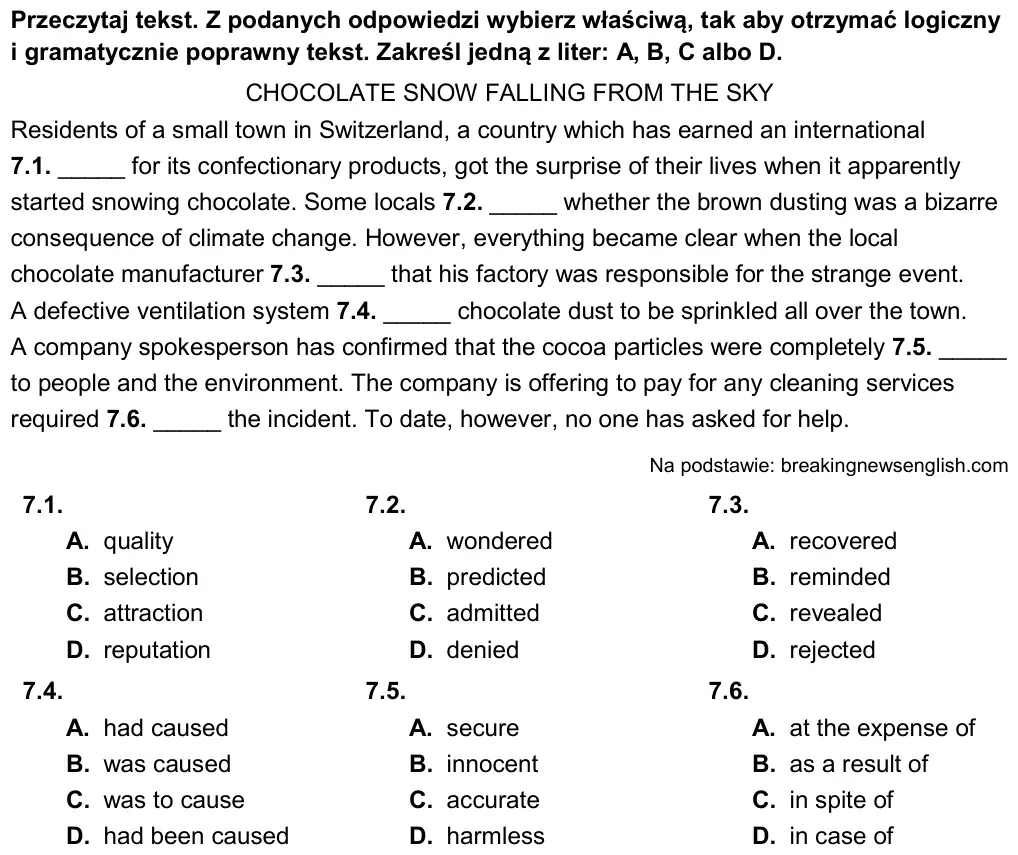 Przeczytaj tekst. Z podanych odpowiedzi wybierz właściwą, tak aby otrzymać logiczny
i gramatycznie poprawny tekst. Zakreśl jedną z liter: A, B, C albo D.
CHOCOLATE SNOW FALLING FROM THE SKY
Residents of a small town in Switzerland, a country which has earned an international
7.1. _____ for its confectionary products, got the surprise of their lives when it apparently
started snowing chocolate. Some locals 7.2. _____ whether the brown dusting was a bizarre
consequence of climate change. However, everything became clear when the local
chocolate manufacturer 7.3. _____ that his factory was responsible for the strange event.
A defective ventilation system 7.4. _____ chocolate dust to be sprinkled all over the town.
A company spokesperson has confirmed that the cocoa particles were completely 7.5. _____
to people and the environment. The company is offering to pay for any cleaning services
required 7.6. _____ the incident. To date, however, no one has asked for help.
Na podstawie: breakingnewsenglish.com
7.1. 7.2. 7.3.
A. quality A. wondered A. recovered
B. selection B. predicted B. reminded
C. attraction C. admitted C. revealed
D. reputation D. denied D. rejected
7.4. 7.5. 7.6.
A. had caused A. secure A. at the expense of
B. was caused B. innocent B. as a result of
C. was to cause C. accurate C. in spite of
D. had been caused D. harmless D. in case of